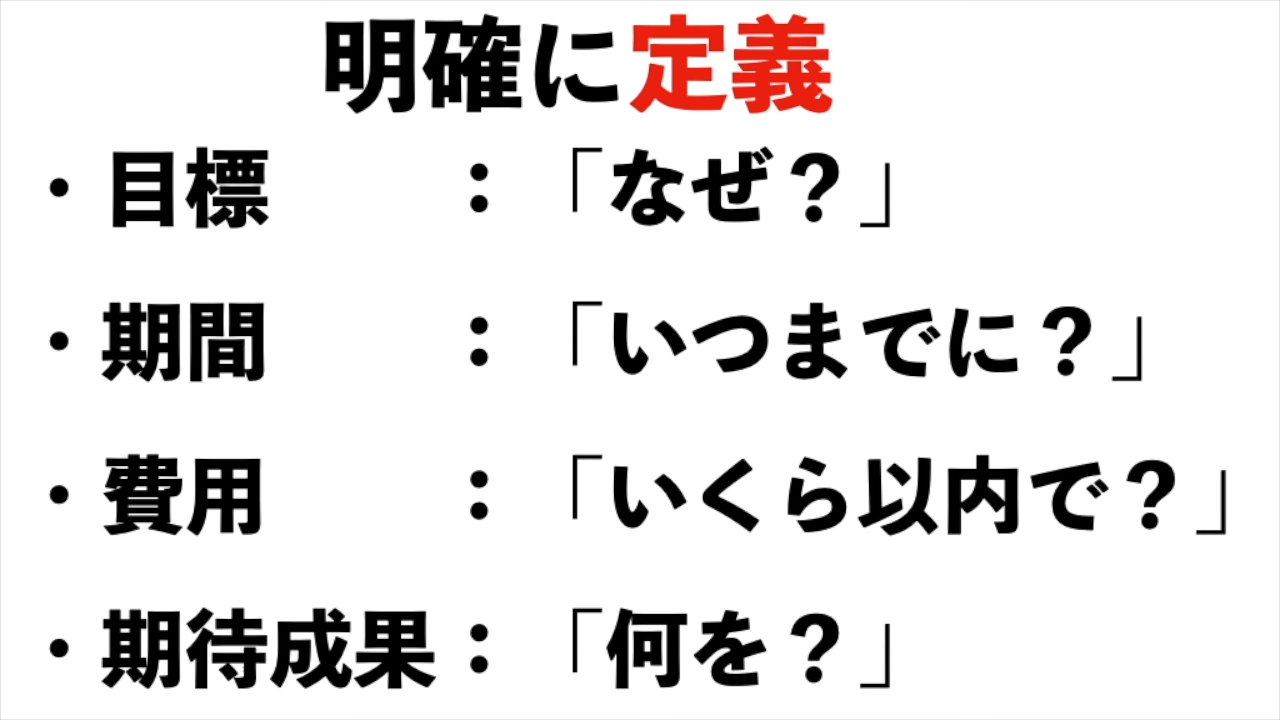 明確に定義
・目標　　：「なぜ？」
・期間　　：「いつまでに？」
・費用　　：「いくら以内で？」
・期待成果：「何を？」